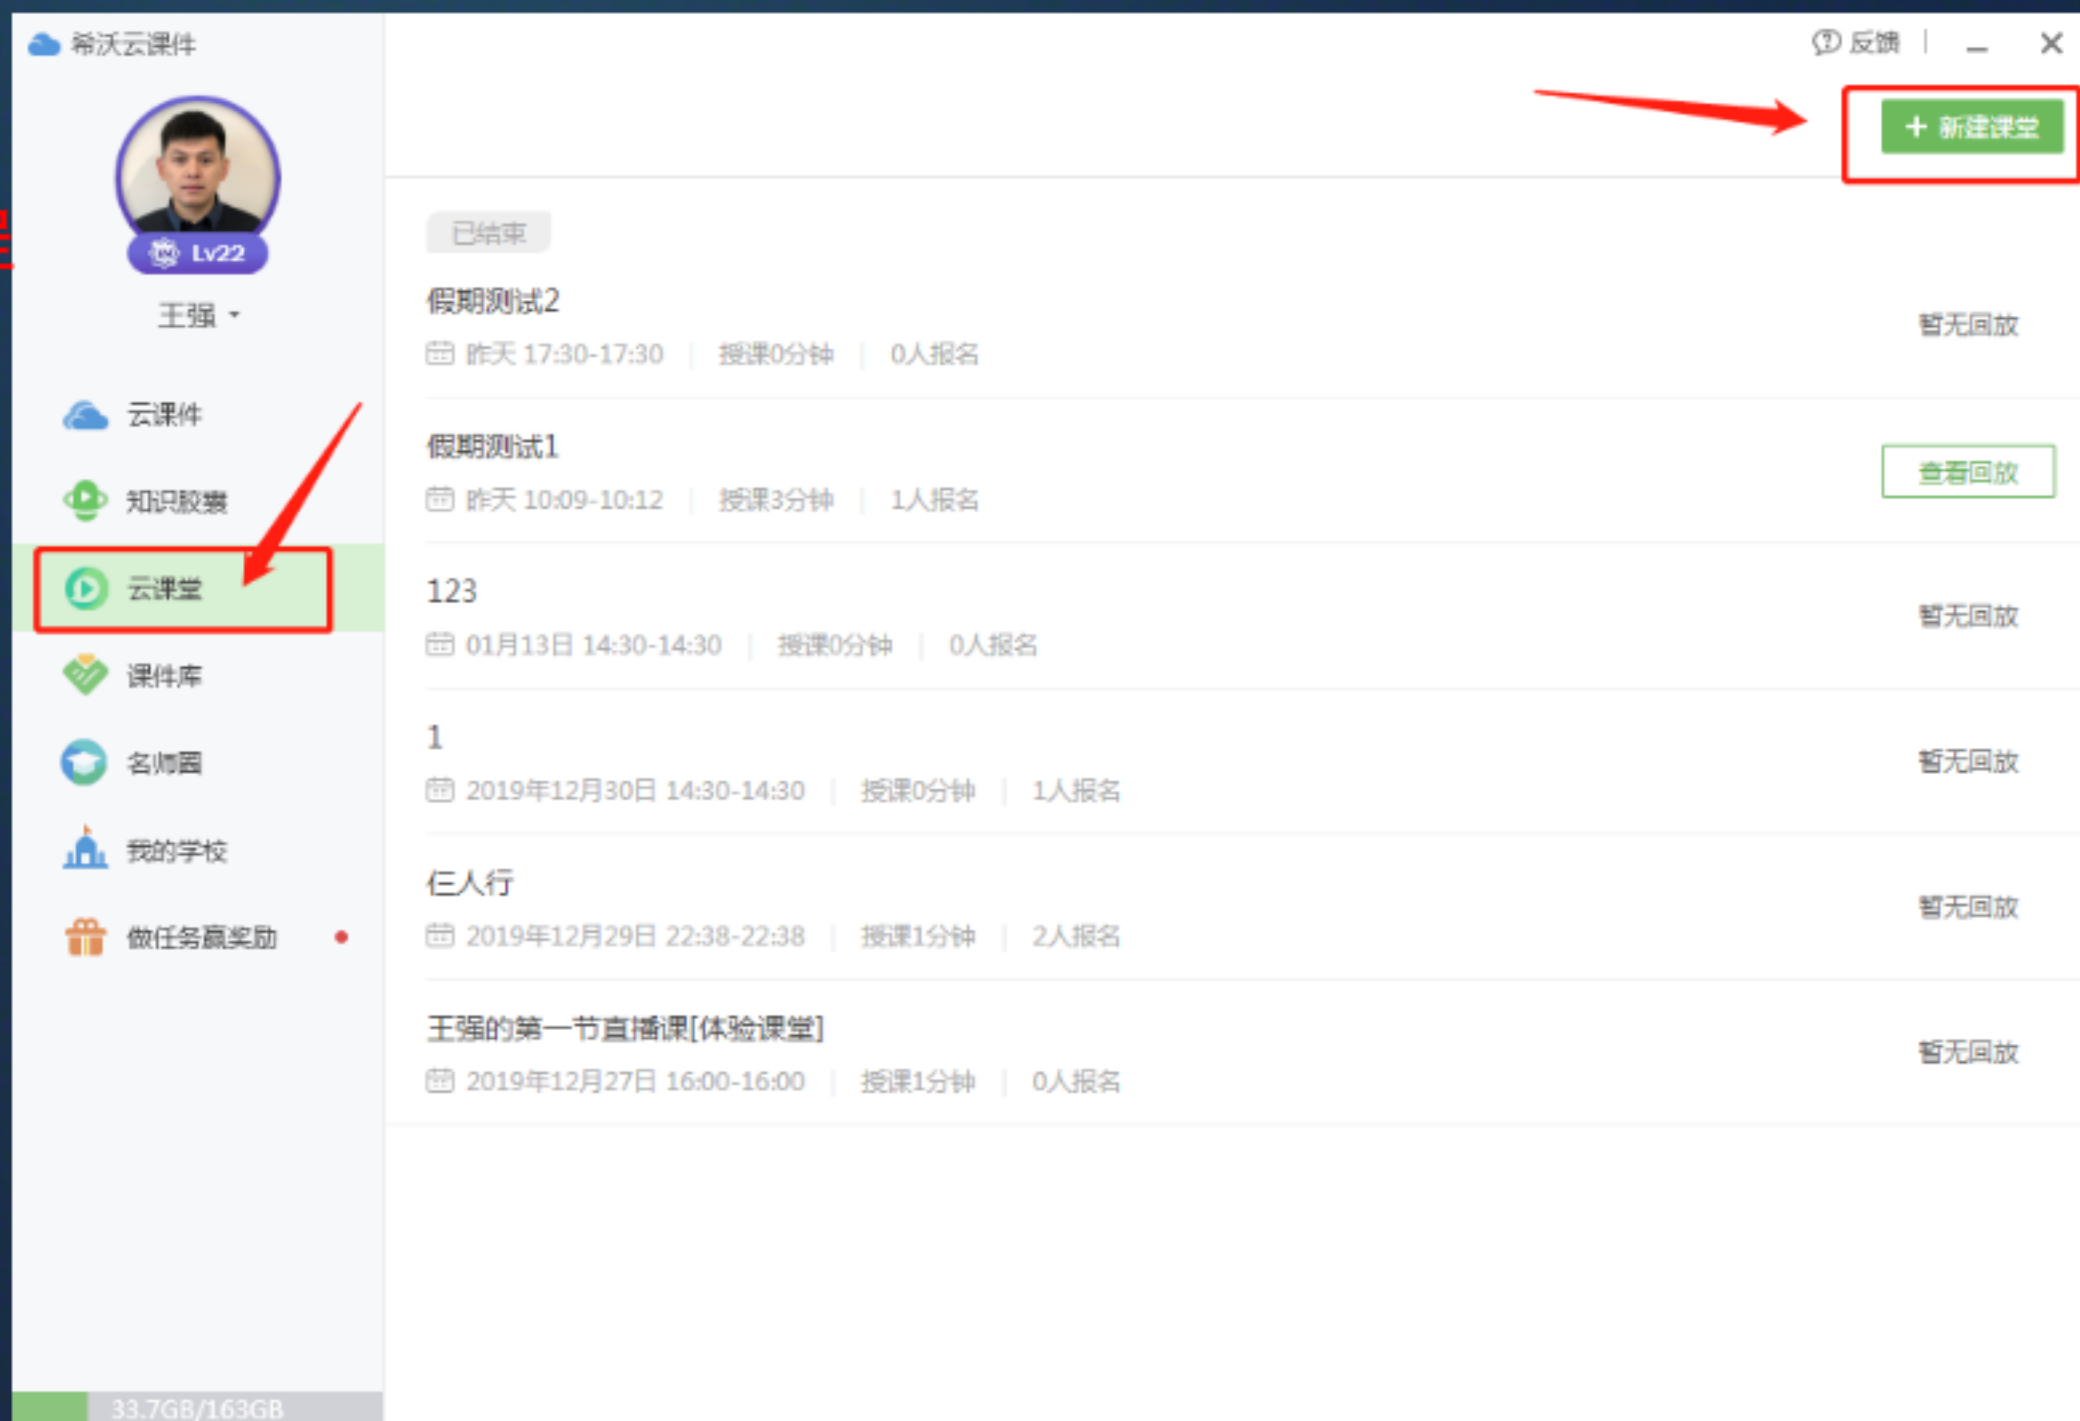 希沃云课件
反馈
+ 新建课堂
Lv22
王强
云课件
知识胶囊
云课堂
课件库
名师圈
我的学校
做任务赢奖励
33.7GB/163GB
已结束
假期测试2
昨天 17:30-17:30 | 授课0分钟 | 0人报名
暂无回放
假期测试1
昨天 10:09-10:12 | 授课3分钟 | 1人报名
查看回放
123
01月13日 14:30-14:30 | 授课0分钟 | 0人报名
暂无回放
1
2019年12月30日 14:30-14:30 | 授课0分钟 | 1人报名
暂无回放
仨人行
2019年12月29日 22:38-22:38 | 授课1分钟 | 2人报名
暂无回放
王强的第一节直播课[体验课堂]
2019年12月27日 16:00-16:00 | 授课1分钟 | 0人报名
暂无回放